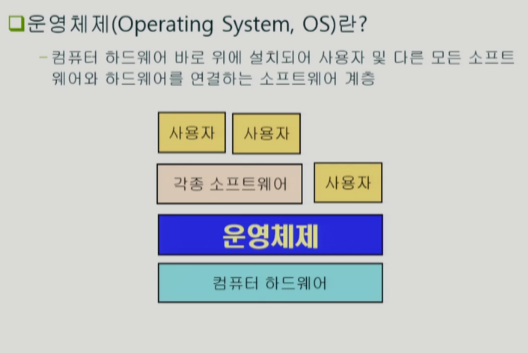 운영체제(Operating System, OS)란?
– 컴퓨터 하드웨어 바로 위에 설치되어 사용자 및 다른 모든 소프트
웨어와 하드웨어를 연결하는 소프트웨어 계층
사용자 사용자
각종 소프트웨어 사용자
운영체제
컴퓨터 하드웨어